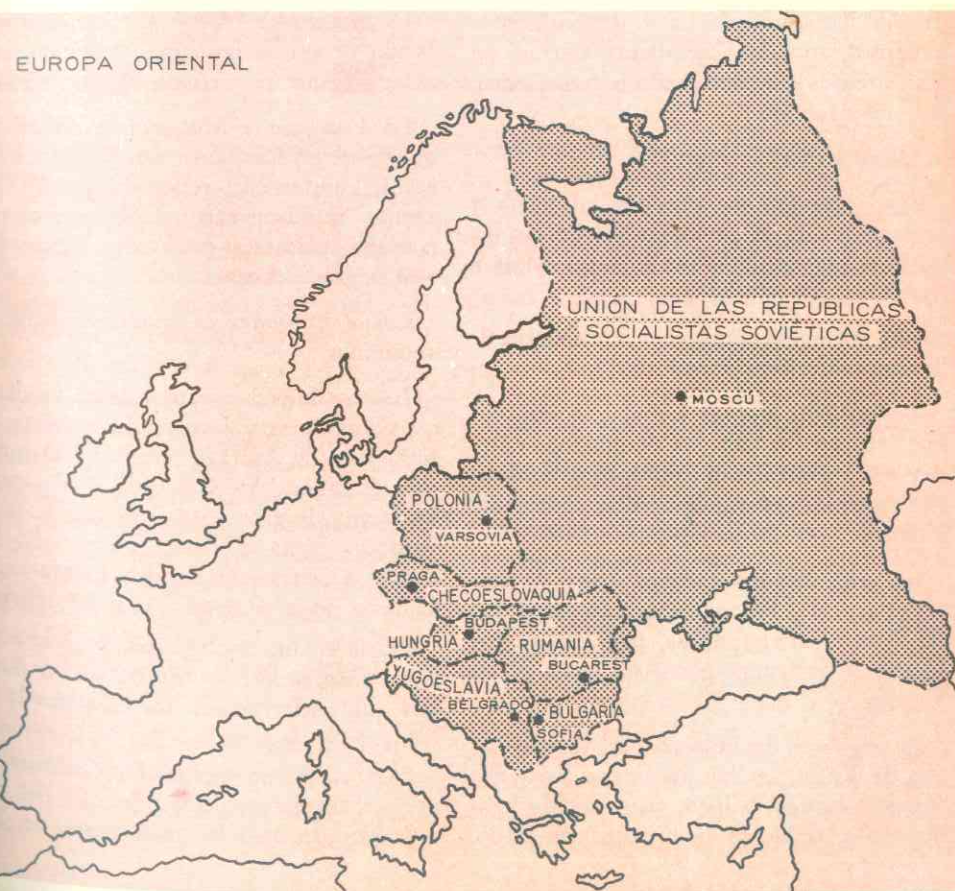 EUROPA ORIENTAL
UNIÓN DE LAS REPÚBLICAS
SOCIALISTAS SOVIÉTICAS
MOSCÚ
POLONIA
VARSOVIA
PRAGA
CHECOESLOVAQUIA
BUDAPEST
HUNGRIA
RUMANIA
BUCAREST
YUGOESLAVIA
BELGRADO
BULGARIA
SOFIA